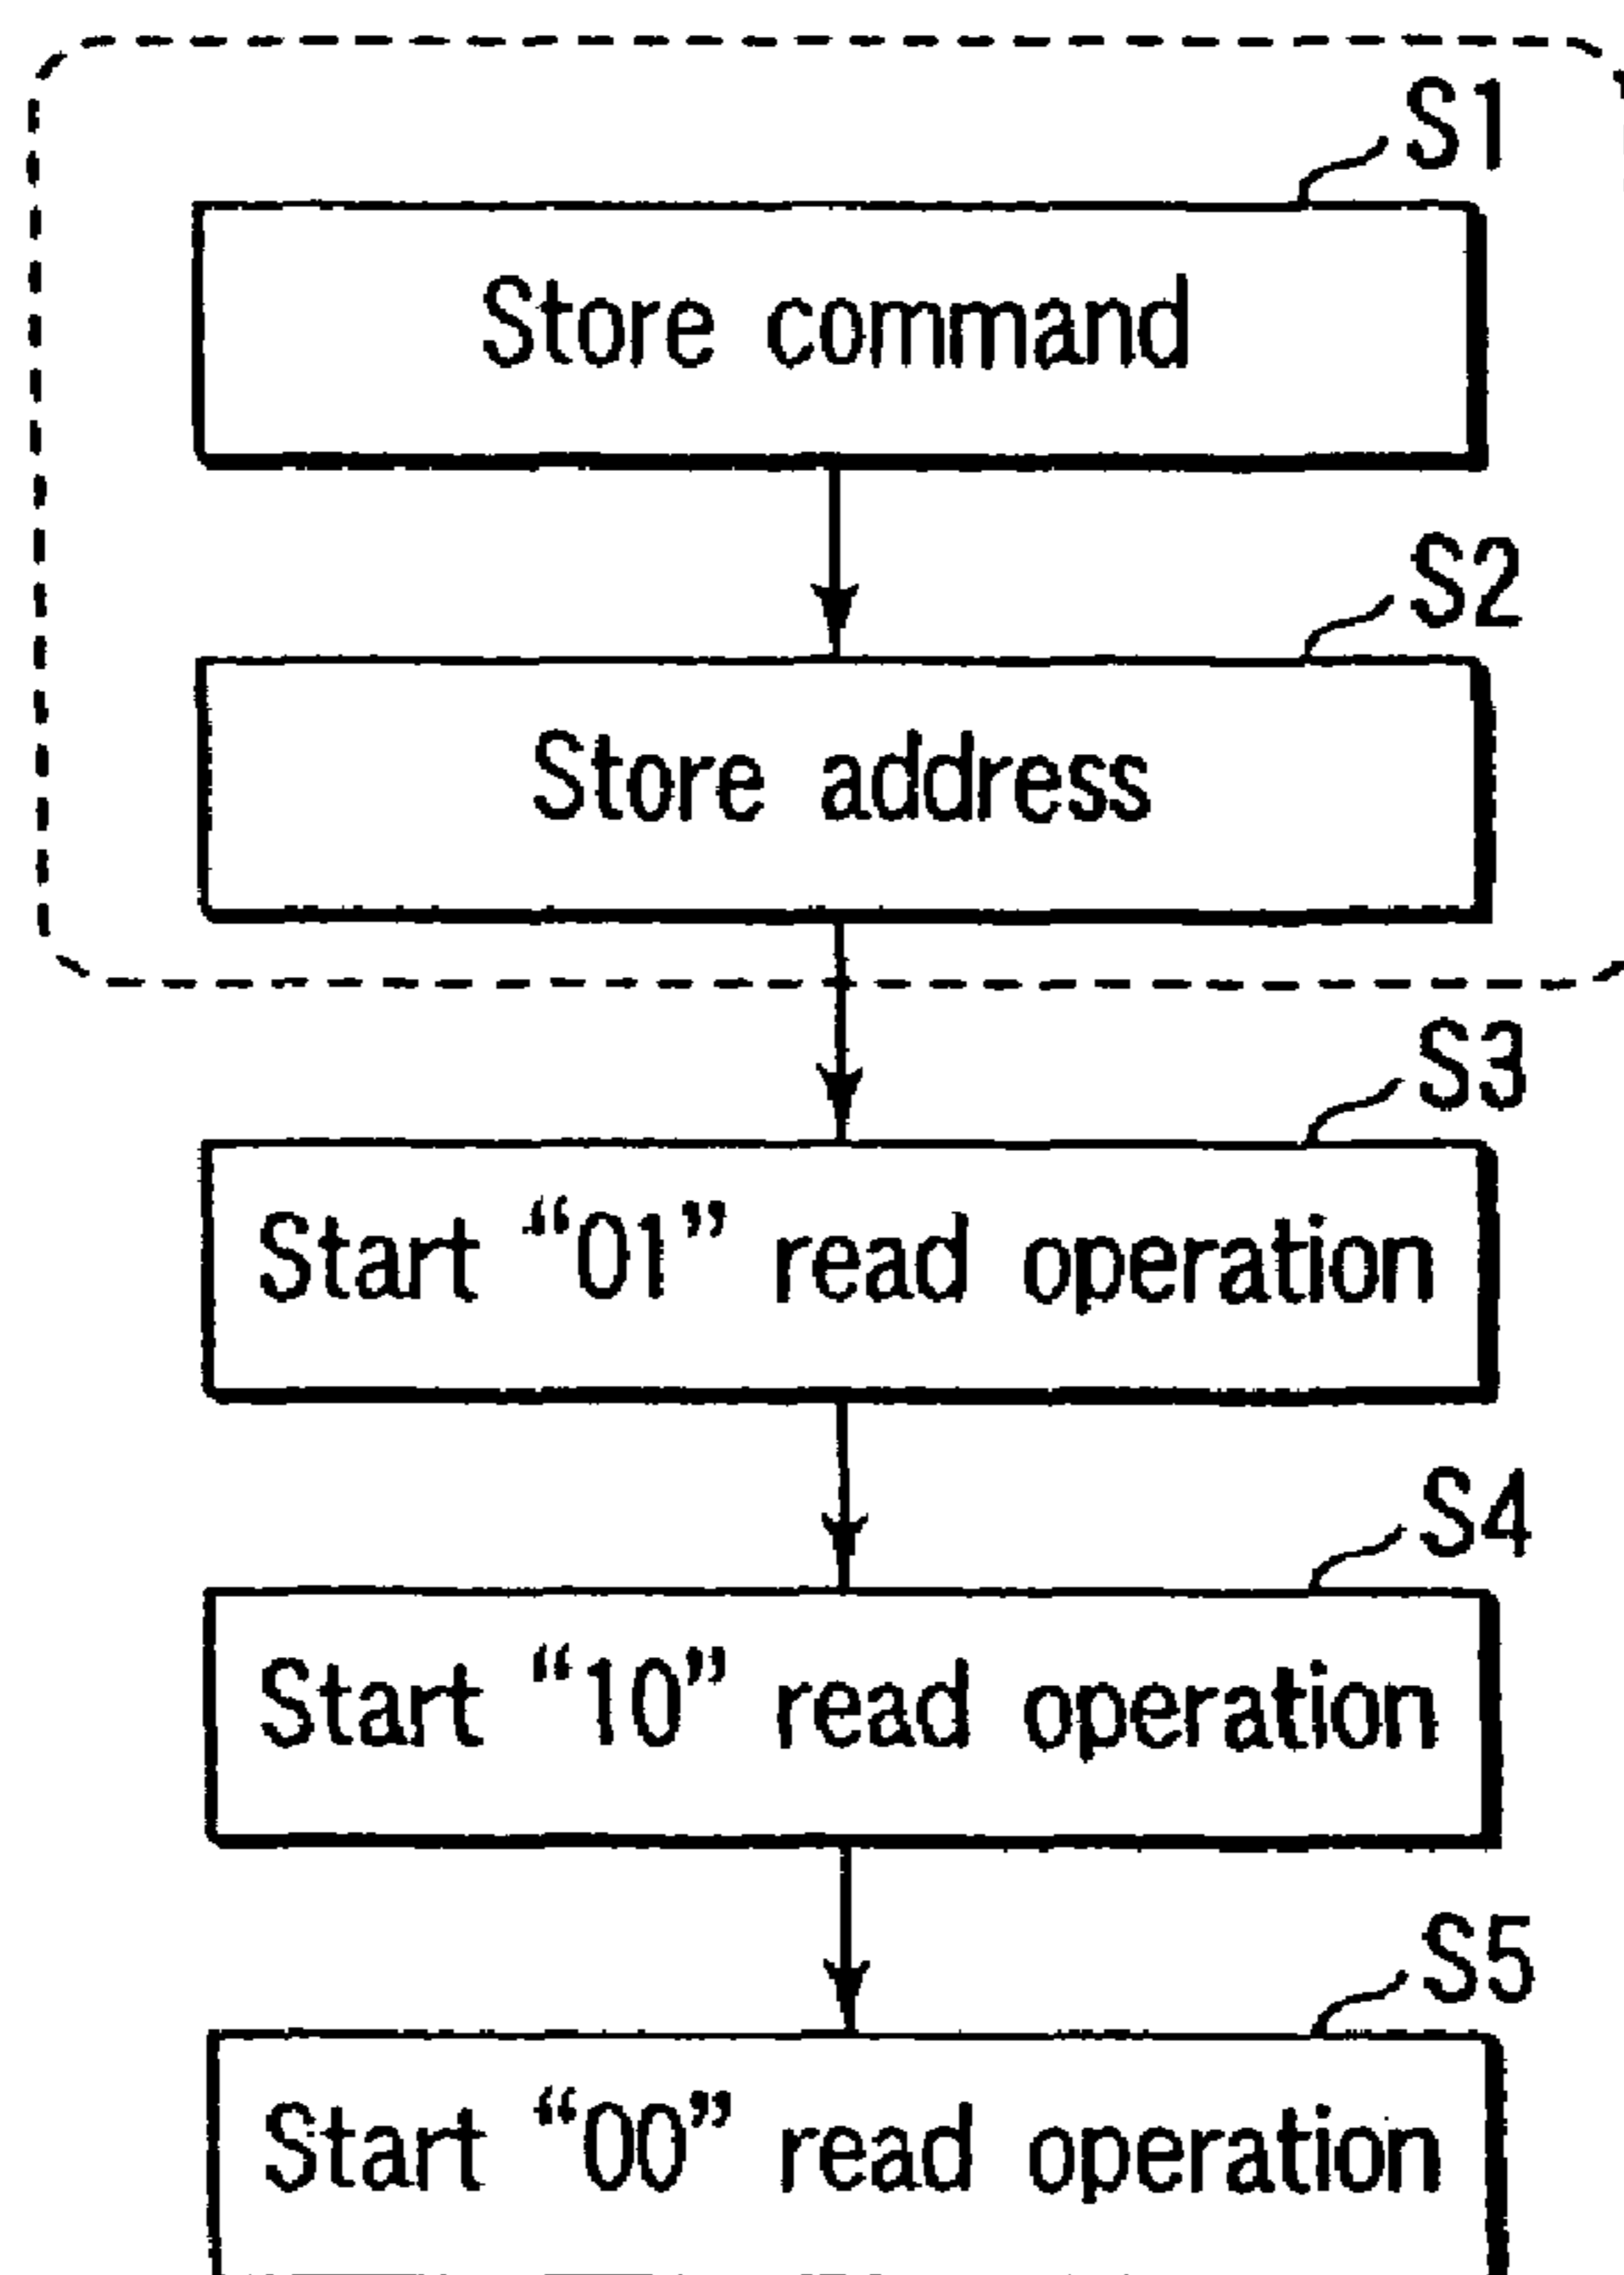 S1
Store command
S2
Store address
S3
Start “01” read operation
S4
Start “10” read operation
S5
Start “00” read operation